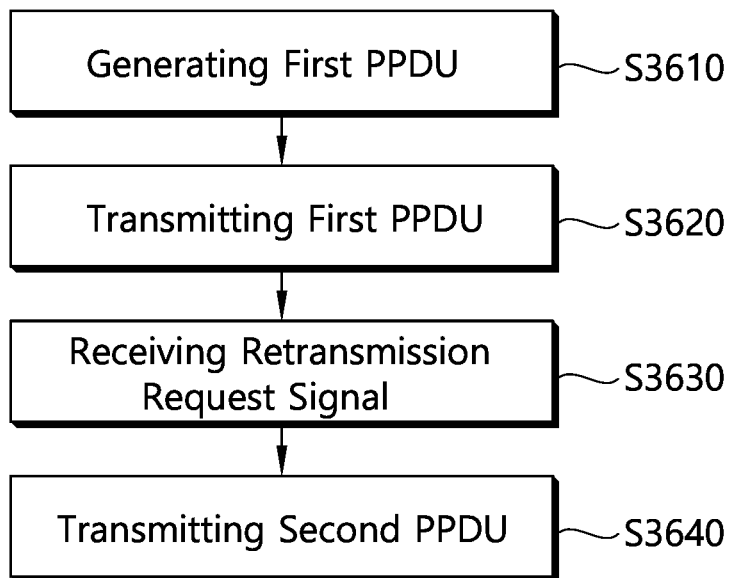 Generating First PPDU
S3610
Transmitting First PPDU
S3620
Receiving Retransmission
Request Signal
S3630
Transmitting Second PPDU
S3640